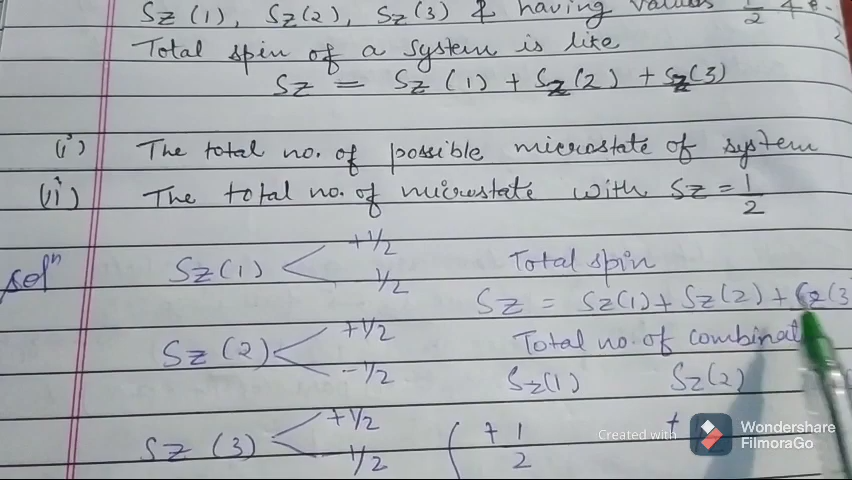 Sz (1), Sz(2), Sz(3) & having values 1/2
Total spin of a system is like
Sz = Sz (1) + Sz(2) + Sz(3)
(i) The total no. of possible microstate of system
(ii) The total no. of microstate with Sz = 1/2
solⁿ Sz(1) +1/2 1/2
Total spin
Sz = Sz(1) + Sz(2) + Sz(3
Sz (2) +1/2 -1/2
Total no. of combinat
Sz(1) Sz(2)
Sz (3) +1/2 1/2
( + 1/2 +
Created with Wondershare FilmoraGo